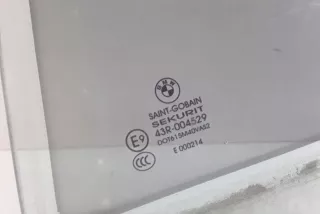 BMW
SAINT-GOBAIN
SEKURIT
43R-004529
E9
E 000214
CCC